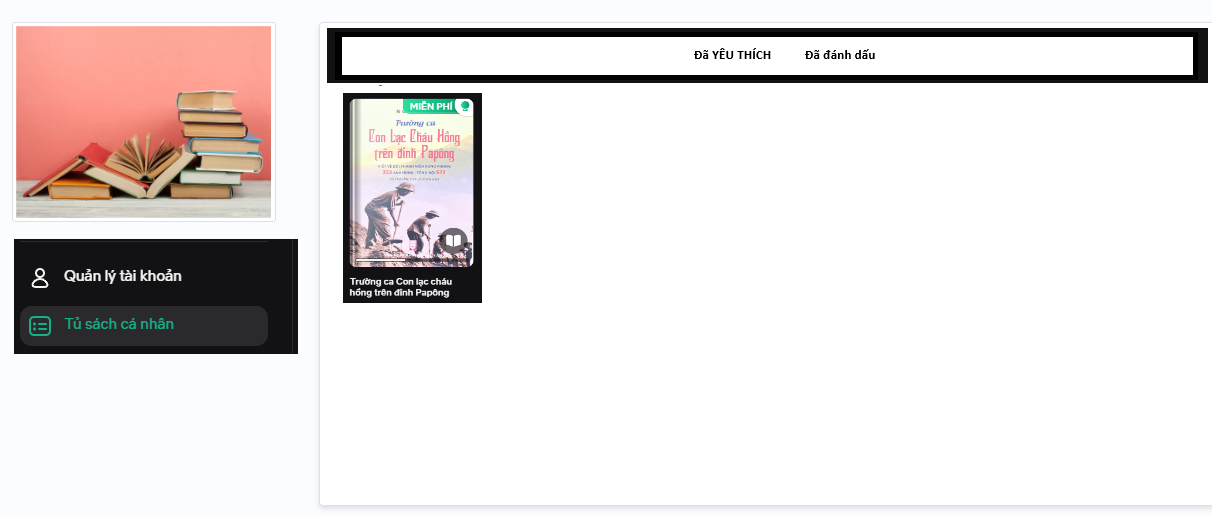 Đã YÊU THÍCH
Đã đánh dấu
MIỄN PHÍ
Trường ca
Con Lạc Cháu Hồng
trên đỉnh Papông
Quản lý tài khoản
Tủ sách cá nhân
Trường ca Con lạc cháu
hồng trên đỉnh Papông